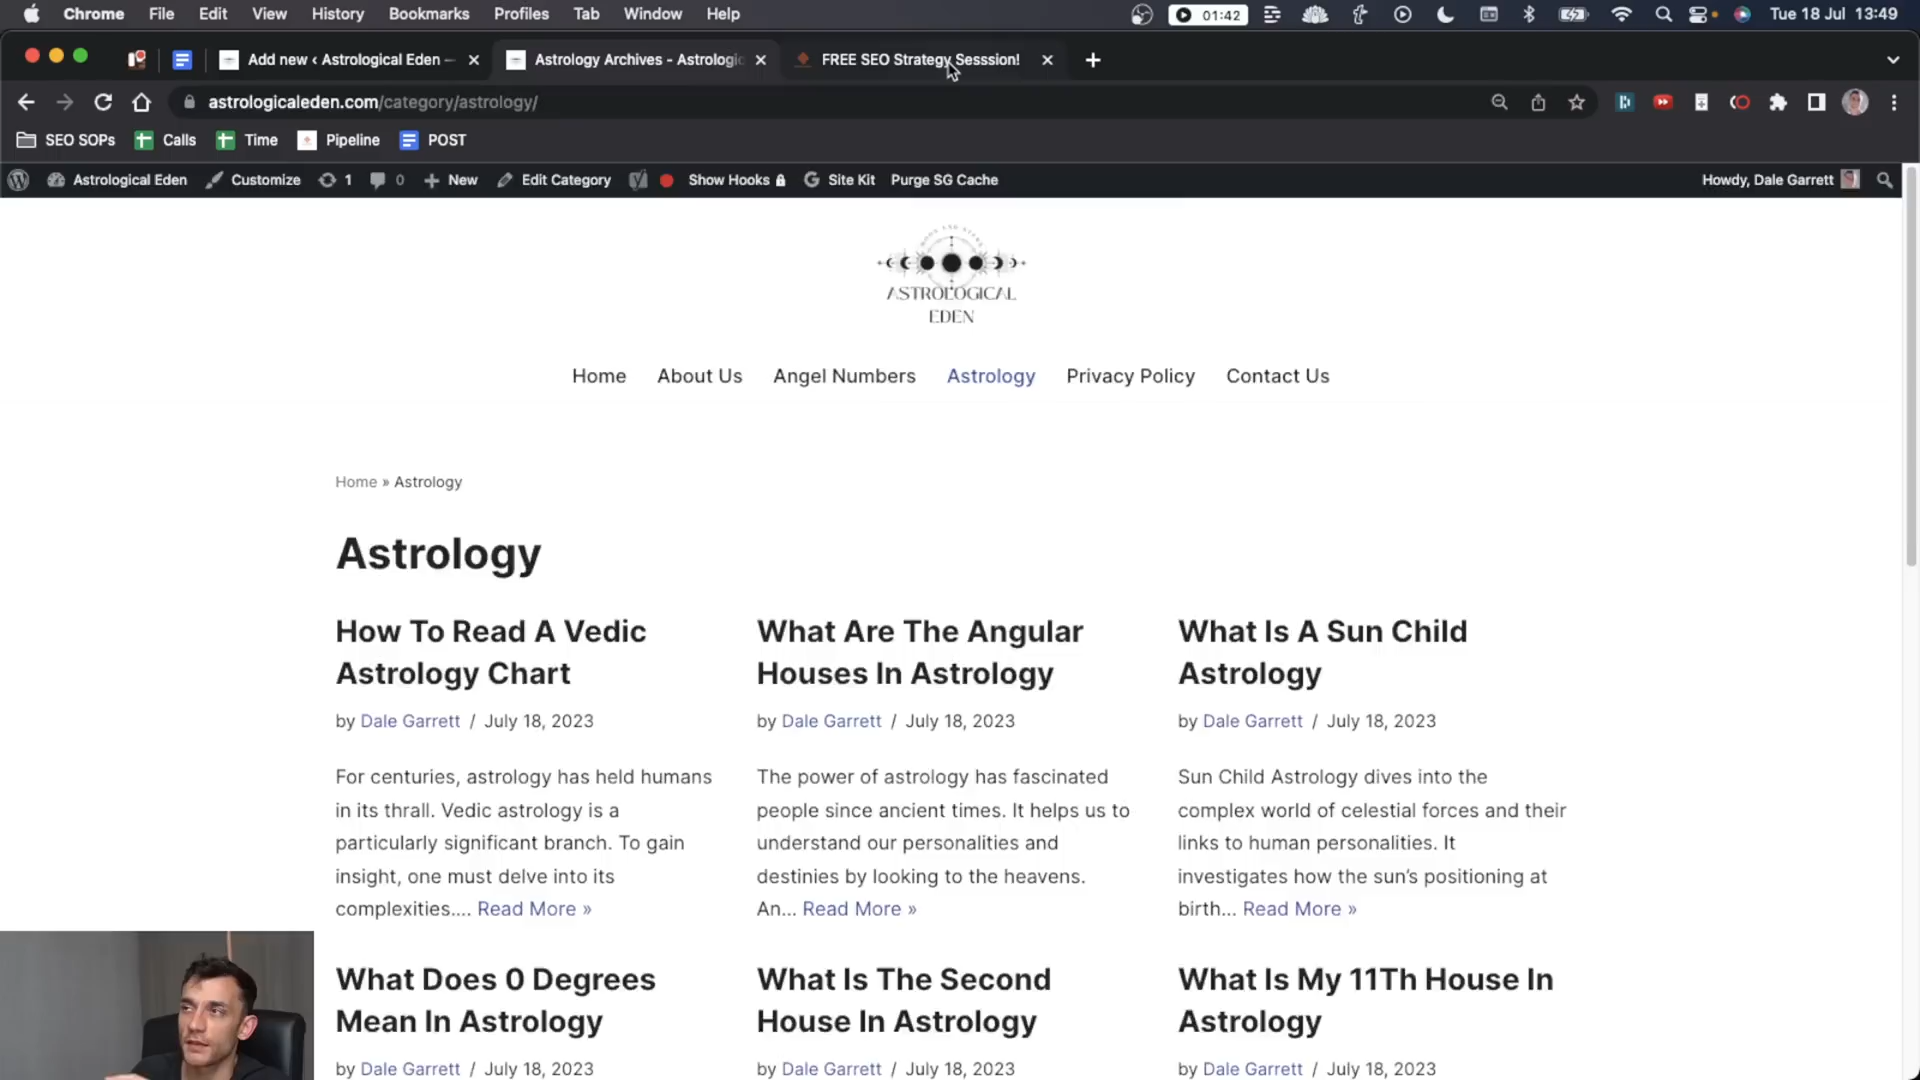 Chrome File Edit View History Bookmarks Profiles Tab Window Help 01:42 Tue 18 Jul 13:49
Add new ‹ Astrological Eden — Astrology Archives - Astrologic FREE SEO Strategy Sesssion!
astrologicaleden.com/category/astrology/
SEO SOPs Calls Time Pipeline POST
Astrological Eden Customize 1 0 New Edit Category Show Hooks Site Kit Purge SG Cache Howdy, Dale Garrett
ASTROLOGICAL
EDEN
Home About Us Angel Numbers Astrology Privacy Policy Contact Us
Home » Astrology
Astrology
How To Read A Vedic
Astrology Chart
by Dale Garrett / July 18, 2023
For centuries, astrology has held humans
in its thrall. Vedic astrology is a
particularly significant branch. To gain
insight, one must delve into its
complexities.... Read More »
What Are The Angular
Houses In Astrology
by Dale Garrett / July 18, 2023
The power of astrology has fascinated
people since ancient times. It helps us to
understand our personalities and
destinies by looking to the heavens.
An... Read More »
What Is A Sun Child
Astrology
by Dale Garrett / July 18, 2023
Sun Child Astrology dives into the
complex world of celestial forces and their
links to human personalities. It
investigates how the sun's positioning at
birth... Read More »
What Does 0 Degrees
Mean In Astrology
by Dale Garrett / July 18, 2023
What Is The Second
House In Astrology
by Dale Garrett / July 18, 2023
What Is My 11Th House In
Astrology
by Dale Garrett / July 18, 2023